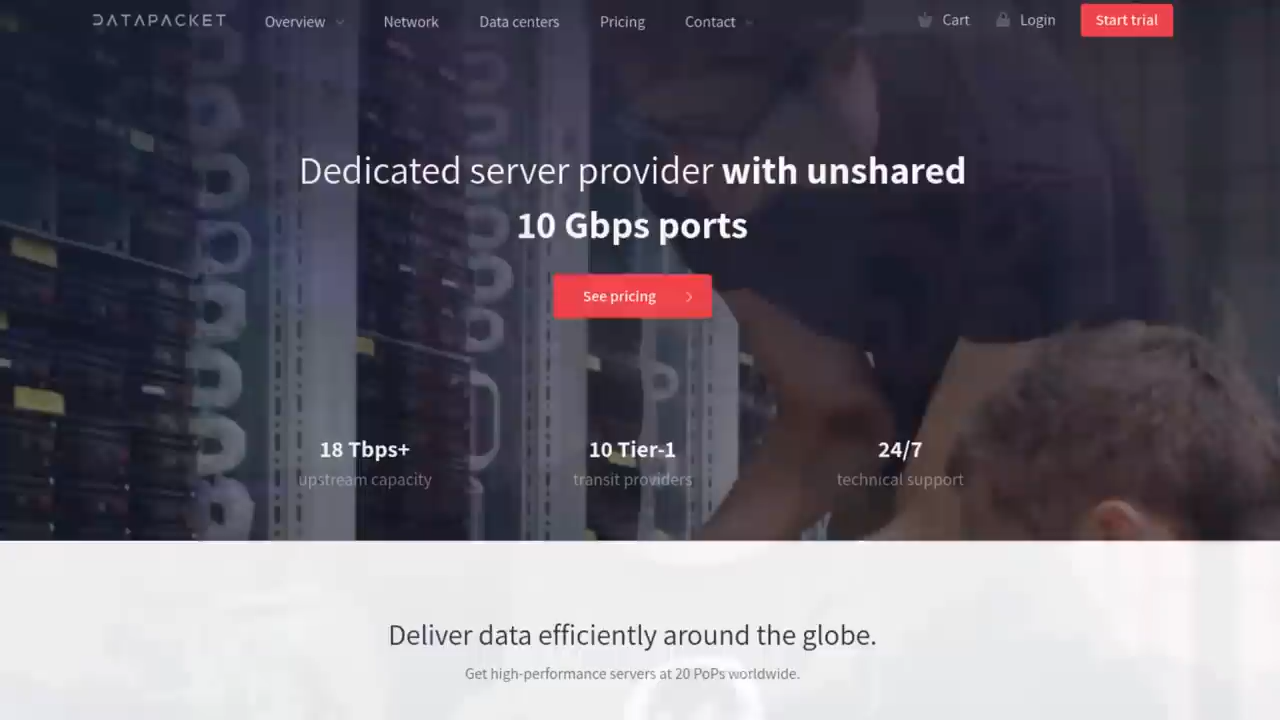 DATAPACKET
Overview
Network
Data centers
Pricing
Contact
Cart
Login
Start trial
Dedicated server provider with unshared
10 Gbps ports
See pricing
18 Tbps+
upstream capacity
10 Tier-1
transit providers
24/7
technical support
Deliver data efficiently around the globe.
Get high-performance servers at 20 PoPs worldwide.